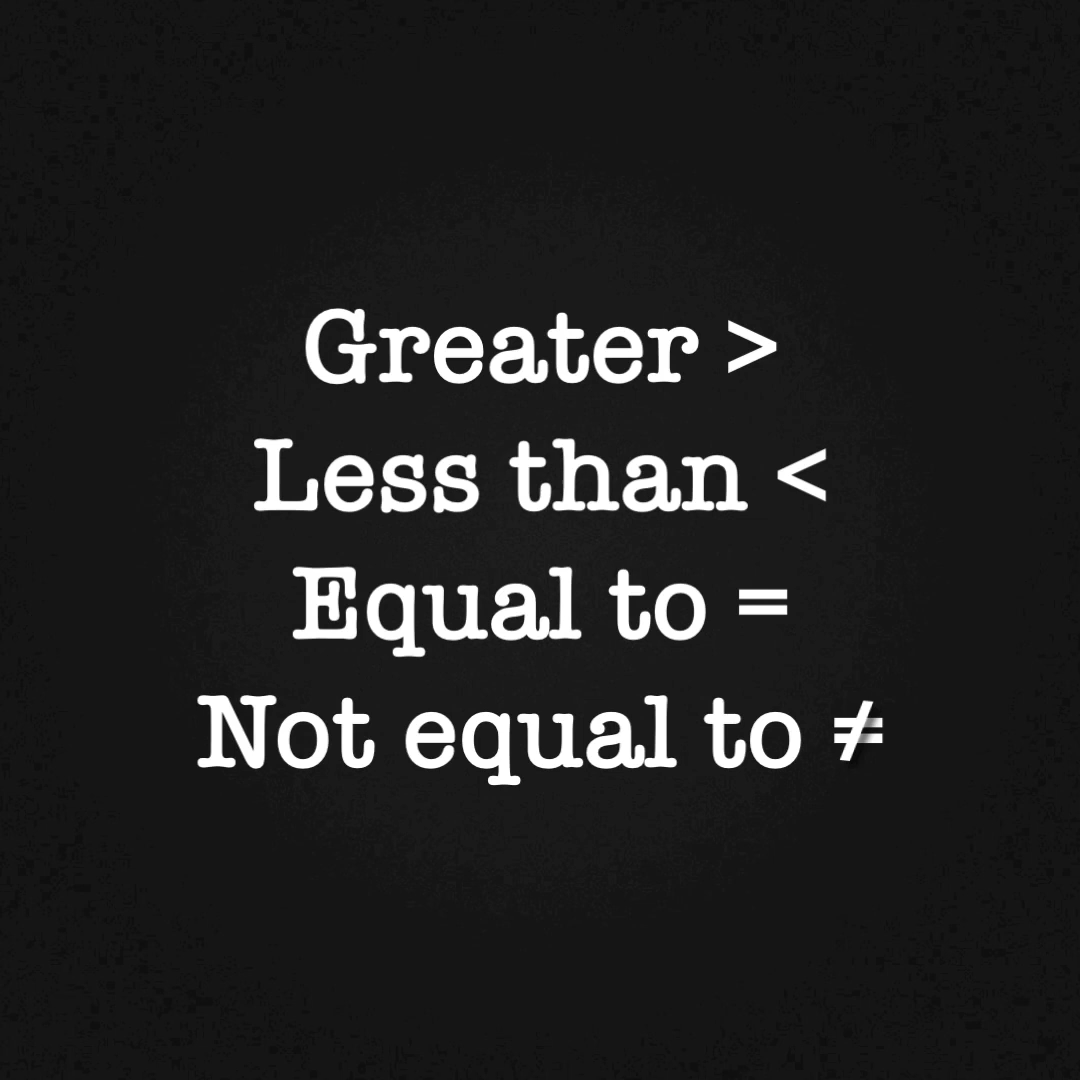 Greater >
Less than <
Equal to =
Not equal to ≠